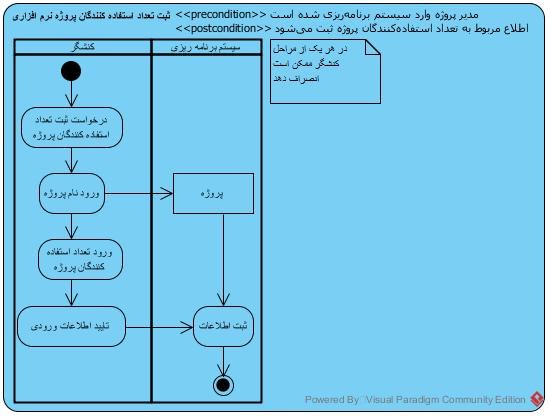 ثبت تعداد استفاده کنندگان پروژه نرم افزاری <<precondition>> مدیر پروژه وارد سیستم برنامه‌ریزی شده است
<<postcondition>> اطلاع مربوط به تعداد استفاده‌کنندگان پروژه ثبت می‌شود
کنشگر
سیستم برنامه ریزی
در هر یک از مراحل
کنشگر ممکن است
انصراف دهد
درخواست ثبت تعداد
استفاده کنندگان پروژه
ورود نام پروژه
پروژه
ورود تعداد استفاده
کنندگان پروژه
تایید اطلاعات ورودی
ثبت اطلاعات
Powered By Visual Paradigm Community Edition